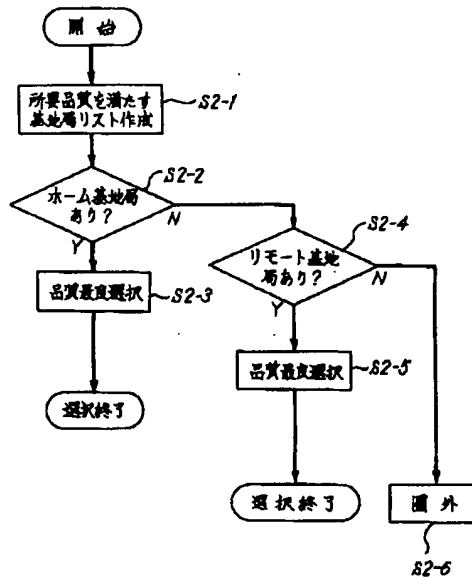 開始
所要品質を満たす
基地局リスト作成
S2-1
ホーム基地局
あり?
S2-2
Y
N
品質最良選択
S2-3
選択終了
リモート基地
局あり?
S2-4
Y
N
品質最良選択
S2-5
選択終了
圏外
S2-6